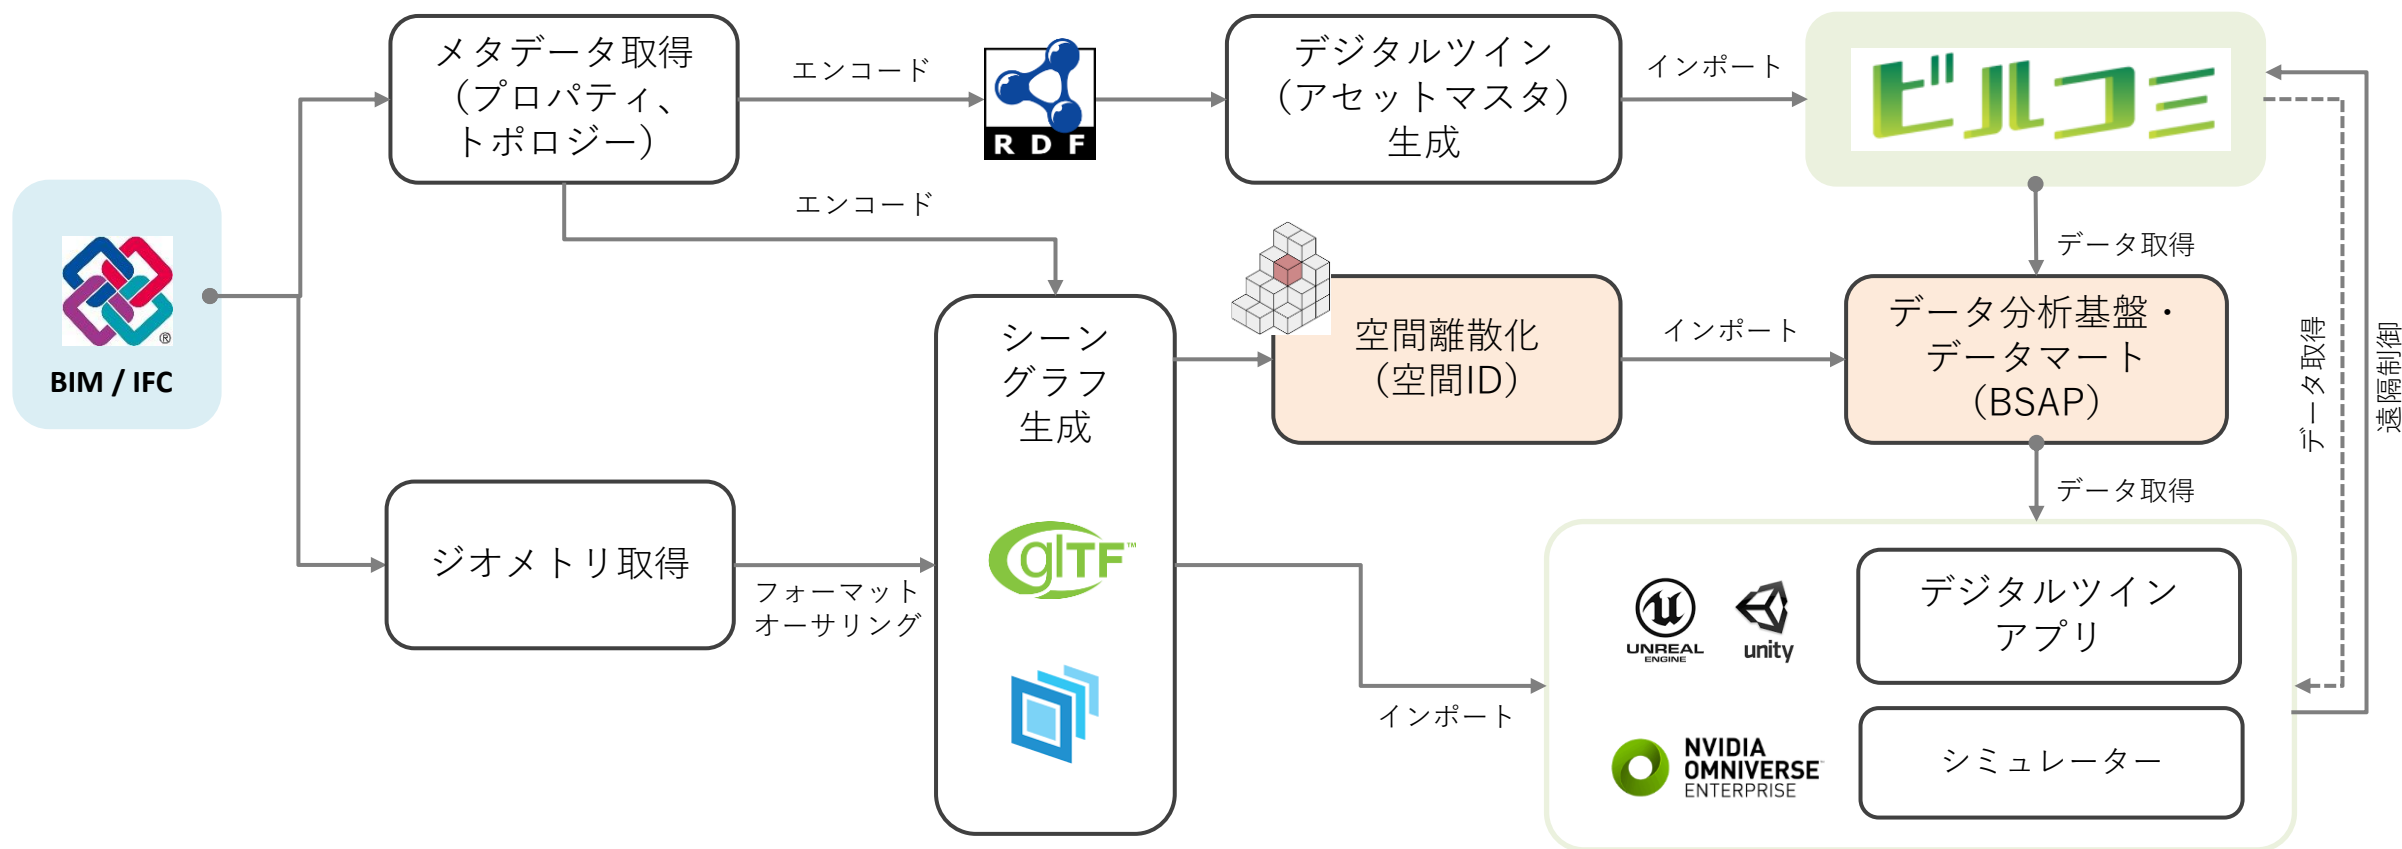 メタデータ取得
（プロパティ、
トポロジー）
エンコード
RDF
デジタルツイン
（アセットマスタ）
生成
インポート
ビルコミ
エンコード
データ取得
BIM / IFC
®
シーン
グラフ
生成
空間離散化
（空間ID）
インポート
データ分析基盤・
データマート
（BSAP）
データ取得
遠隔制御
データ取得
ジオメトリ取得
フォーマット
オーサリング
glTF™
インポート
UNREAL
ENGINE
unity
デジタルツイン
アプリ
NVIDIA
OMNIVERSE™
ENTERPRISE
シミュレーター